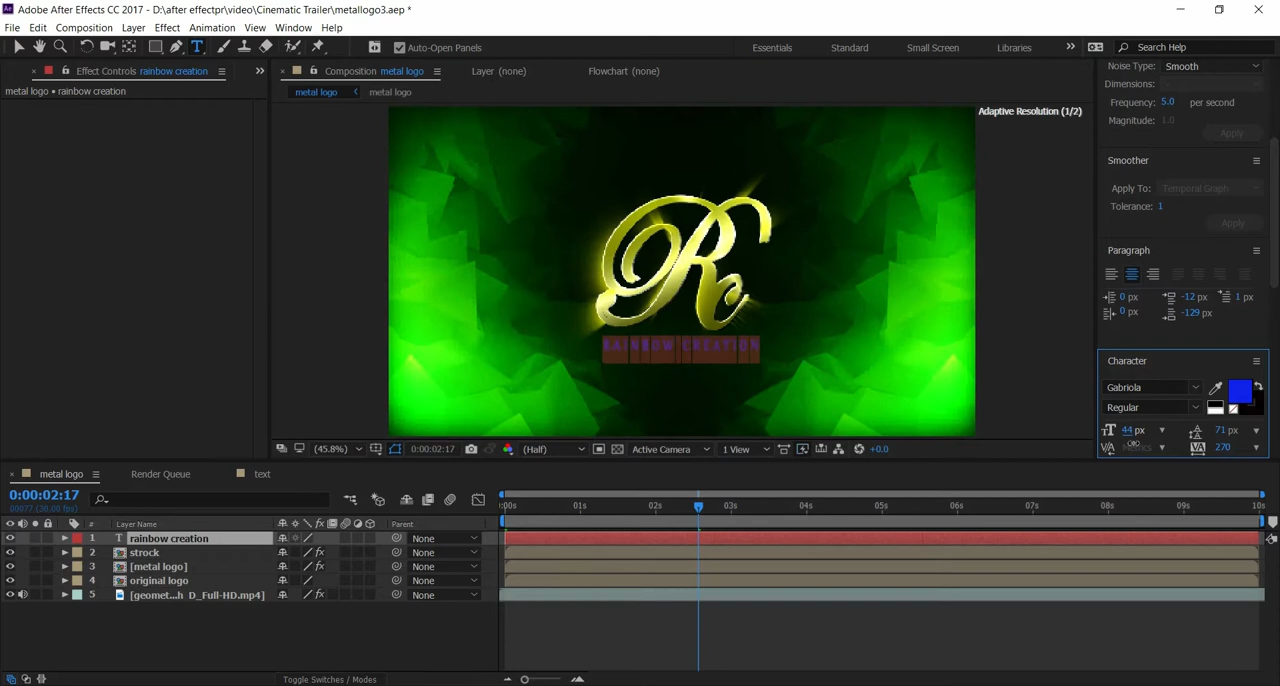 Adobe After Effects CC 2017 - D:\after effectpr\video\Cinematic Trailer\metallogo3.aep *
File Edit Composition Layer Effect Animation View Window Help
Auto-Open Panels
Essentials Standard Small Screen Libraries
Search Help
Effect Controls rainbow creation
Composition metal logo
Layer (none)
Flowchart (none)
metal logo • rainbow creation
metal logo
metal logo
Adaptive Resolution (1/2)
Rc
RAINBOW CREATION
Noise Type: Smooth
Dimensions:
Frequency: 5.0 per second
Magnitude: 1.0
Apply
Smoother
Apply To: Temporal Graph
Tolerance: 1
Apply
Paragraph
0 px -12 px 1 px
0 px -129 px
Character
Gabriola
Regular
44 px 71 px
Metrics 270
(45.8%) 0:00:02:17 (Half) Active Camera 1 View +0.0
metal logo Render Queue text
0:00:02:17
00077 (30.00 fps)
:00s 01s 02s 03s 04s 05s 06s 07s 08s 09s 10s
# Layer Name Parent
1 T rainbow creation None
2 strock None
3 [metal logo] None
4 original logo None
5 [geomet...h D_Full-HD.mp4] None
Toggle Switches / Modes